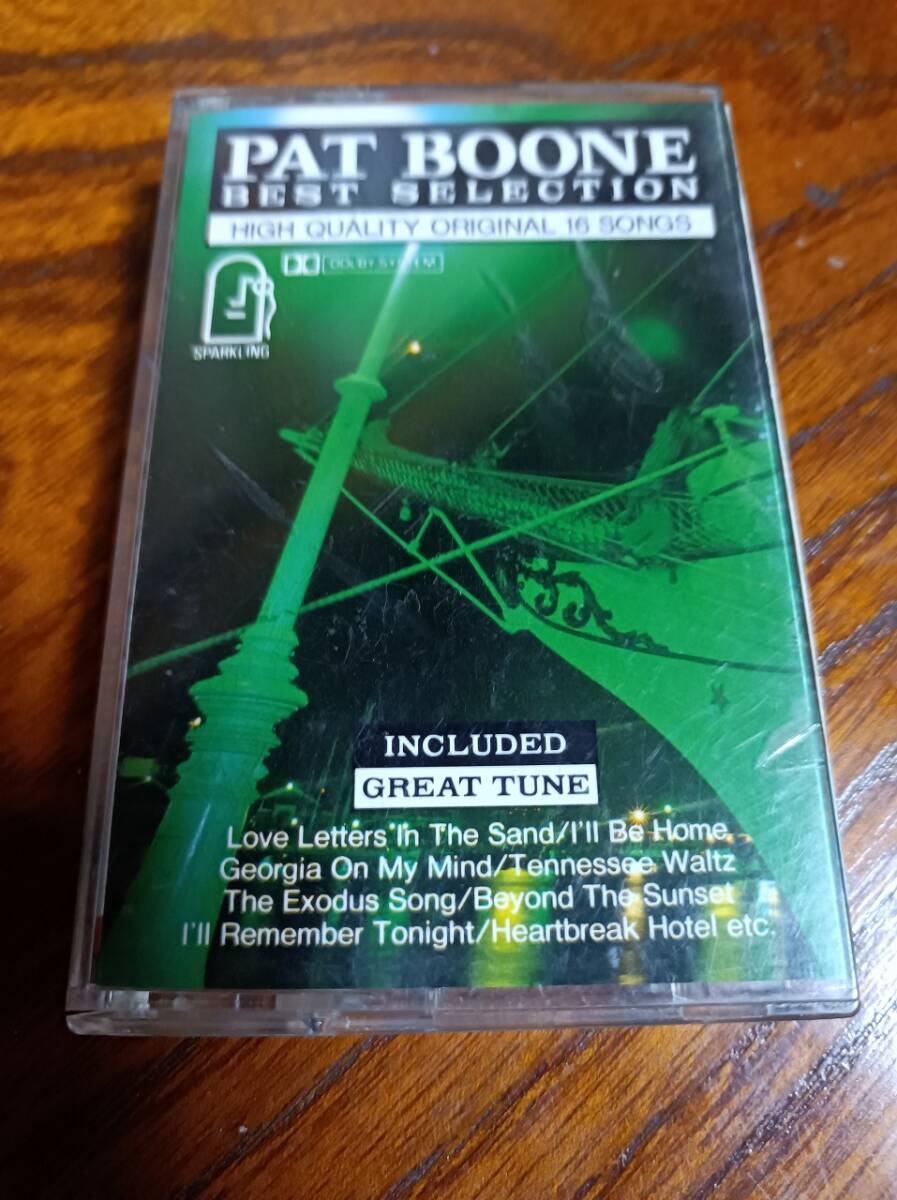 PAT BOONE
BEST SELECTION
HIGH QUALITY ORIGINAL 16 SONGS
DOLBY SYSTEM
SPARKLING
INCLUDED
GREAT TUNE
Love Letters In The Sand/I'll Be Home
Georgia On My Mind/Tennessee Waltz
The Exodus Song/Beyond The Sunset
I'll Remember Tonight/Heartbreak Hotel etc.